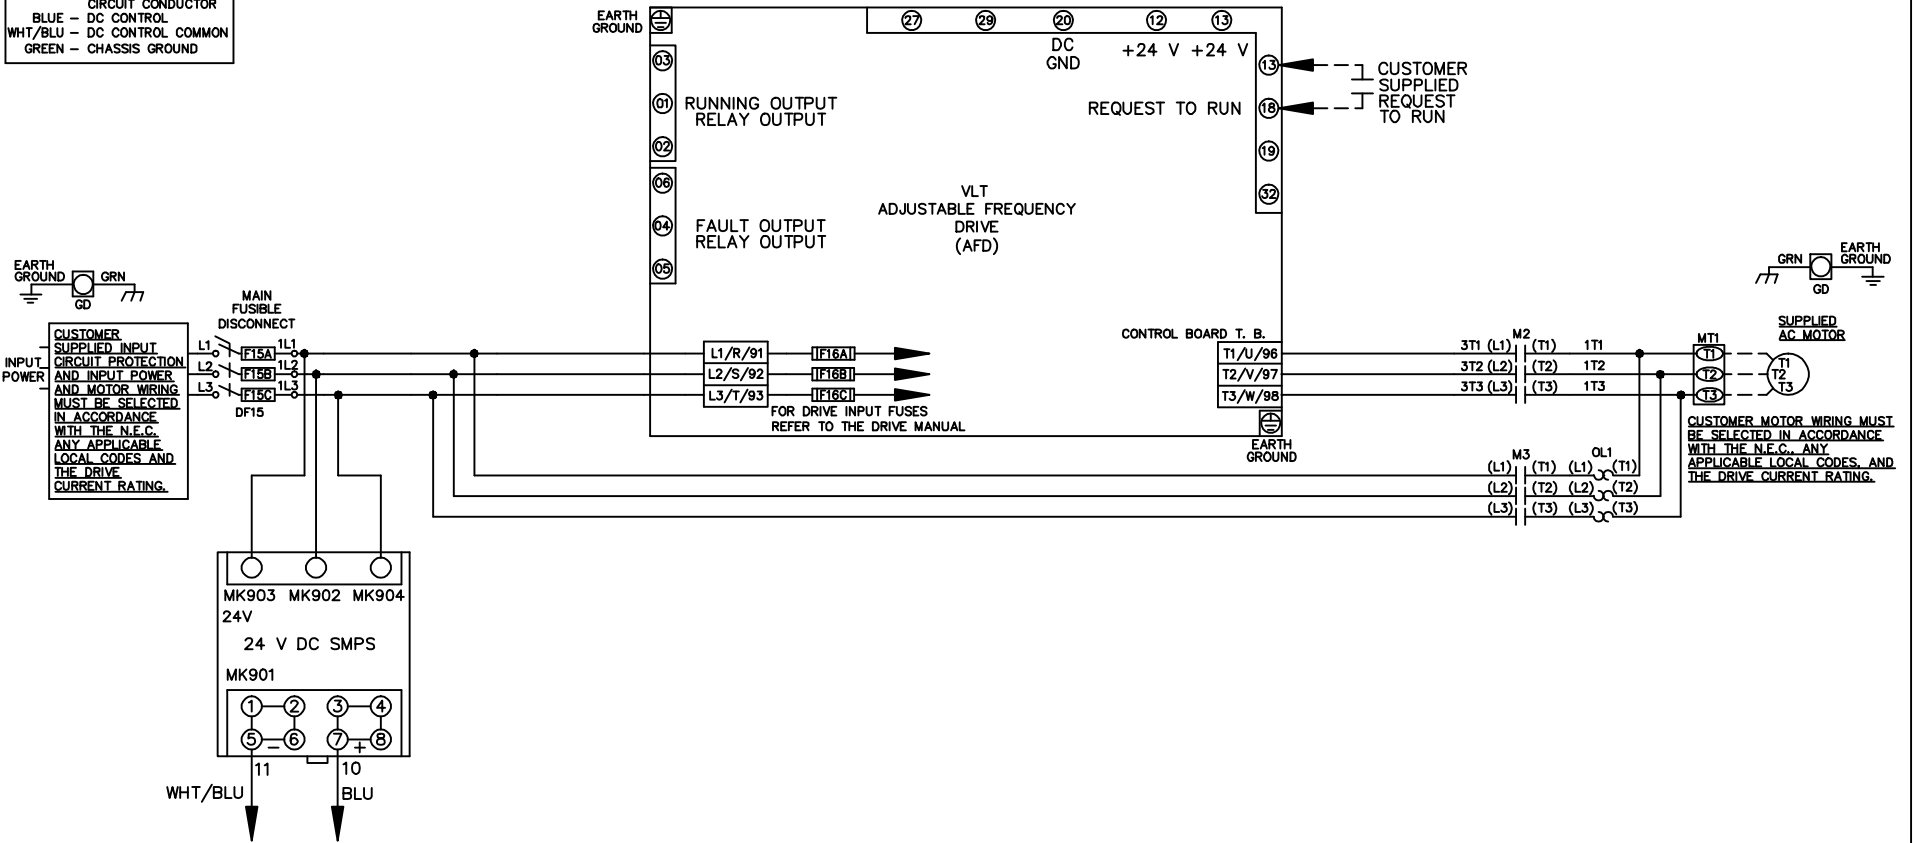 CIRCUIT CONDUCTOR
BLUE – DC CONTROL
WHT/BLU – DC CONTROL COMMON
GREEN – CHASSIS GROUND
EARTH
GROUND
27
29
20
12
13
DC
GND
+24 V
+24 V
03
01
02
RUNNING OUTPUT
RELAY OUTPUT
06
04
05
FAULT OUTPUT
RELAY OUTPUT
13
18
19
32
REQUEST TO RUN
CUSTOMER
SUPPLIED
REQUEST
TO RUN
VLT
ADJUSTABLE FREQUENCY
DRIVE
(AFD)
EARTH
GROUND
GRN
GD
MAIN
FUSIBLE
DISCONNECT
INPUT
POWER
CUSTOMER
SUPPLIED INPUT
CIRCUIT PROTECTION
AND INPUT POWER
AND MOTOR WIRING
MUST BE SELECTED
IN ACCORDANCE
WITH THE N.E.C.
ANY APPLICABLE
LOCAL CODES AND
THE DRIVE
CURRENT RATING.
L1 F15A 1L1
L2 F15B 1L2
L3 F15C 1L3
DF15
L1/R/91 F16A
L2/S/92 F16B
L3/T/93 F16C
FOR DRIVE INPUT FUSES
REFER TO THE DRIVE MANUAL
CONTROL BOARD T. B.
T1/U/96
T2/V/97
T3/W/98
EARTH
GROUND
M2
3T1 (L1) (T1) 1T1
3T2 (L2) (T2) 1T2
3T3 (L3) (T3) 1T3
M3
OL1
(L1) (T1) (L1) (T1)
(L2) (T2) (L2) (T2)
(L3) (T3) (L3) (T3)
MT1
T1
T2
T3
GRN
EARTH
GROUND
GD
SUPPLIED
AC MOTOR
T1
T2
T3
CUSTOMER MOTOR WIRING MUST
BE SELECTED IN ACCORDANCE
WITH THE N.E.C., ANY
APPLICABLE LOCAL CODES, AND
THE DRIVE CURRENT RATING.
MK903 MK902 MK904
24V
24 V DC SMPS
MK901
1 2 3 4
5 – 6 7 + 8
11
10
WHT/BLU
BLU